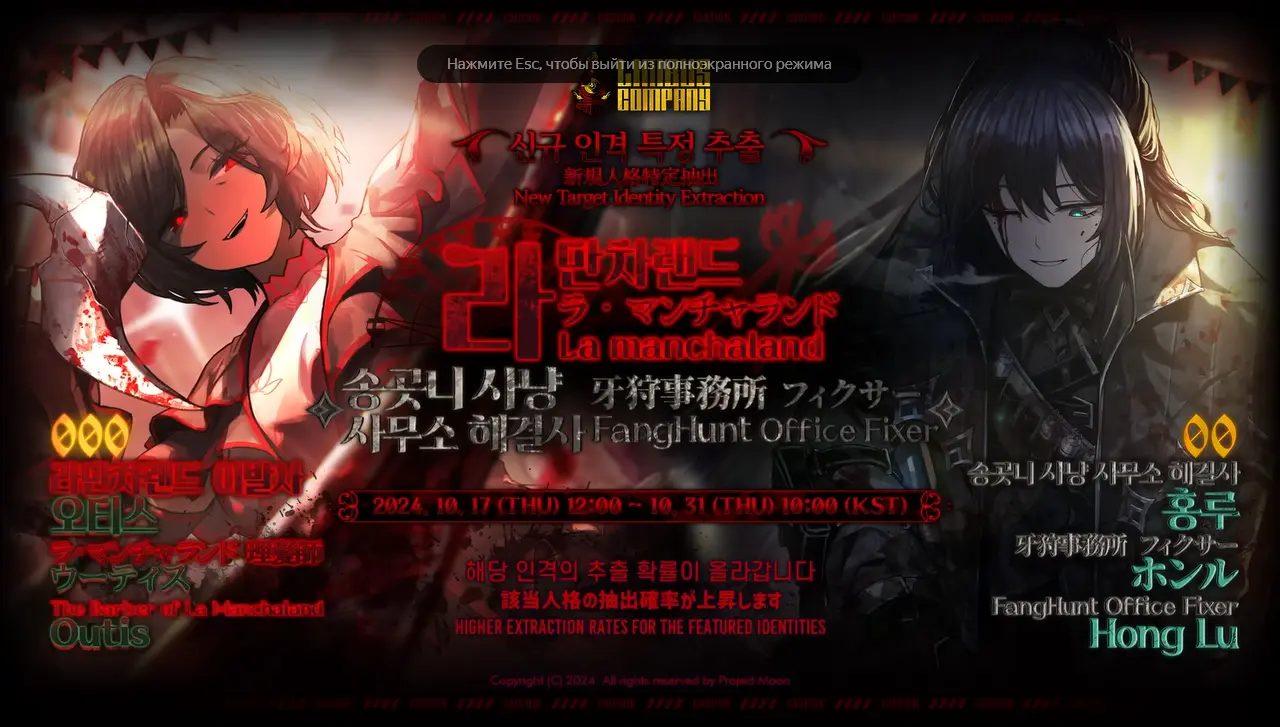 Нажмите Esc, чтобы выйти из полноэкранного режима
LIMBUS
COMPANY
신규 인격 특정 추출
新規人格特定抽出
New Target Identity Extraction
라만차랜드
ラ・マンチャランド
La manchaland
송곳니 사냥 사무소 해결사
牙狩事務所 フィクサー
FangHunt Office Fixer
2024. 10. 17 (THU) 12:00 ~ 10. 31 (THU) 10:00 (KST)
해당 인격의 추출 확률이 올라갑니다
該当人格の抽出確率が上昇します
HIGHER EXTRACTION RATES FOR THE FEATURED IDENTITIES
000
라만차랜드 이발사
오티스
ラ・マンチャランド 理髪師
ウーティス
The Barber of La Manchaland
Outis
00
송곳니 사냥 사무소 해결사
홍루
牙狩事務所 フィクサー
ホンル
FangHunt Office Fixer
Hong Lu
Copyright (C) 2024. All rights reserved by Project Moon